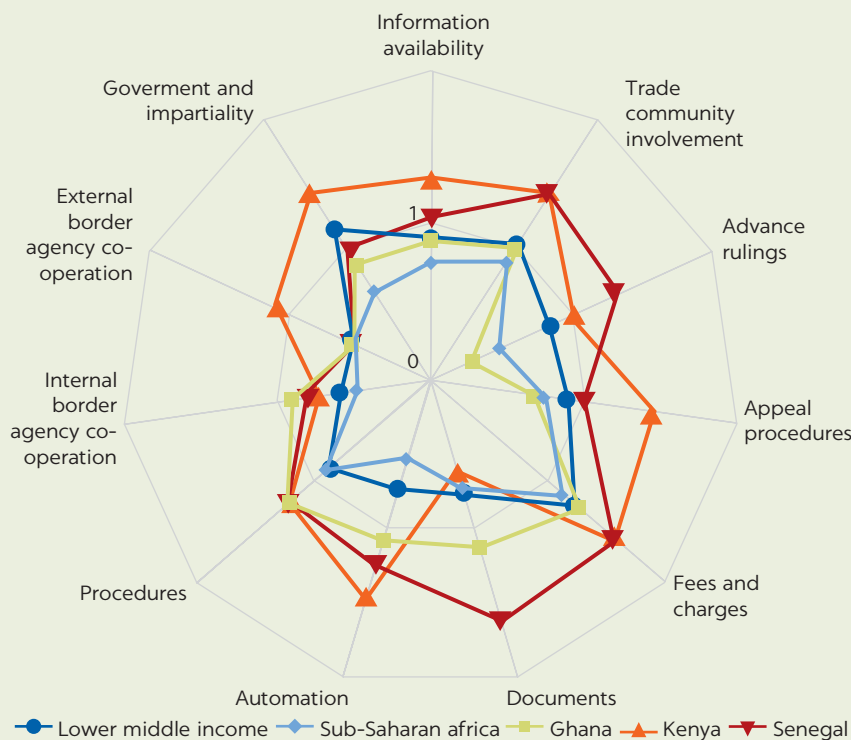 Information
availability
Goverment and
impartiality
Trade
community
involvement
External
border
agency co-
operation
1
Advance
rulings
0
Internal
border
agency co-
operation
Appeal
procedures
Procedures
Fees and
charges
Automation
Documents
Lower middle income
Sub-Saharan africa
Ghana
Kenya
Senegal